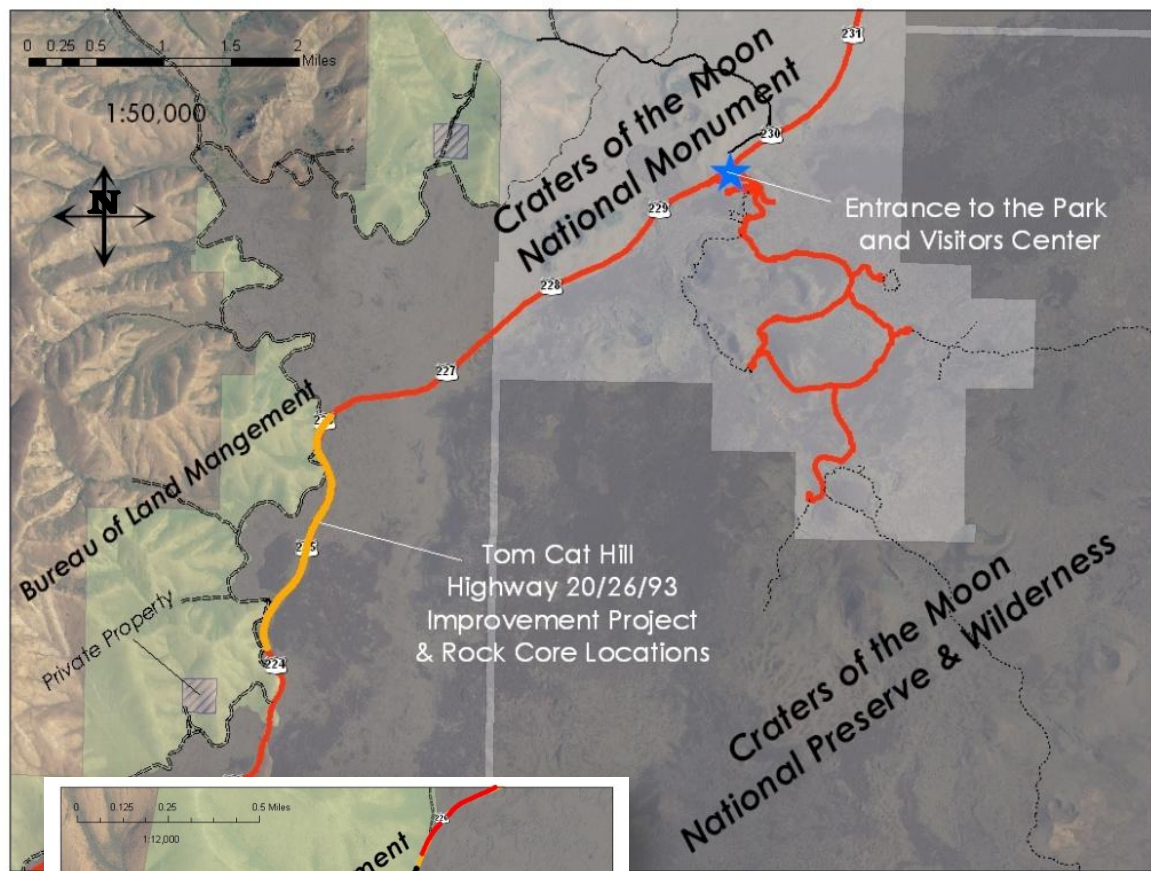 0 0.25 0.5 1 1.5 2
Miles
1:50,000
N
231
Craters of the Moon
National Monument
230
229
Entrance to the Park
and Visitors Center
228
227
Bureau of Land Mangement
Tom Cat Hill
Highway 20/26/93
Improvement Project
& Rock Core Locations
Private Property
224
Craters of the Moon
National Preserve & Wilderness
0 0.125 0.25 0.5 Miles
1:12,000